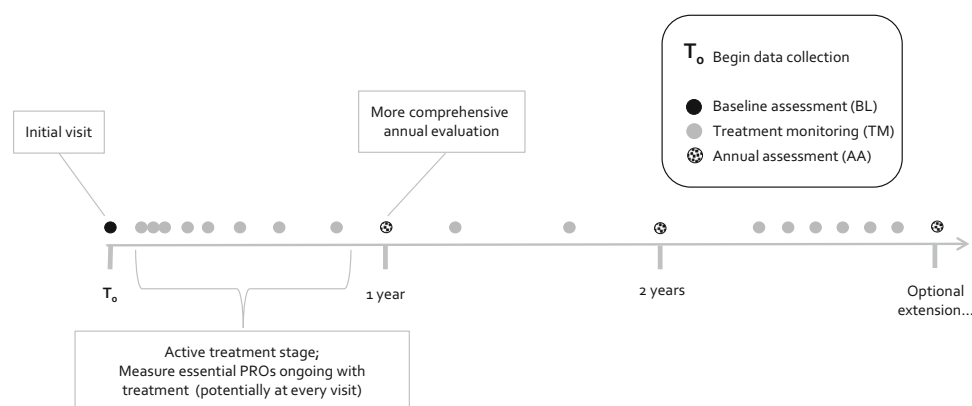 T₀ Begin data collection
Baseline assessment (BL)
Treatment monitoring (TM)
Annual assessment (AA)
Initial visit
More comprehensive
annual evaluation
T₀
1 year
2 years
Optional
extension...
Active treatment stage;
Measure essential PROs ongoing with
treatment (potentially at every visit)